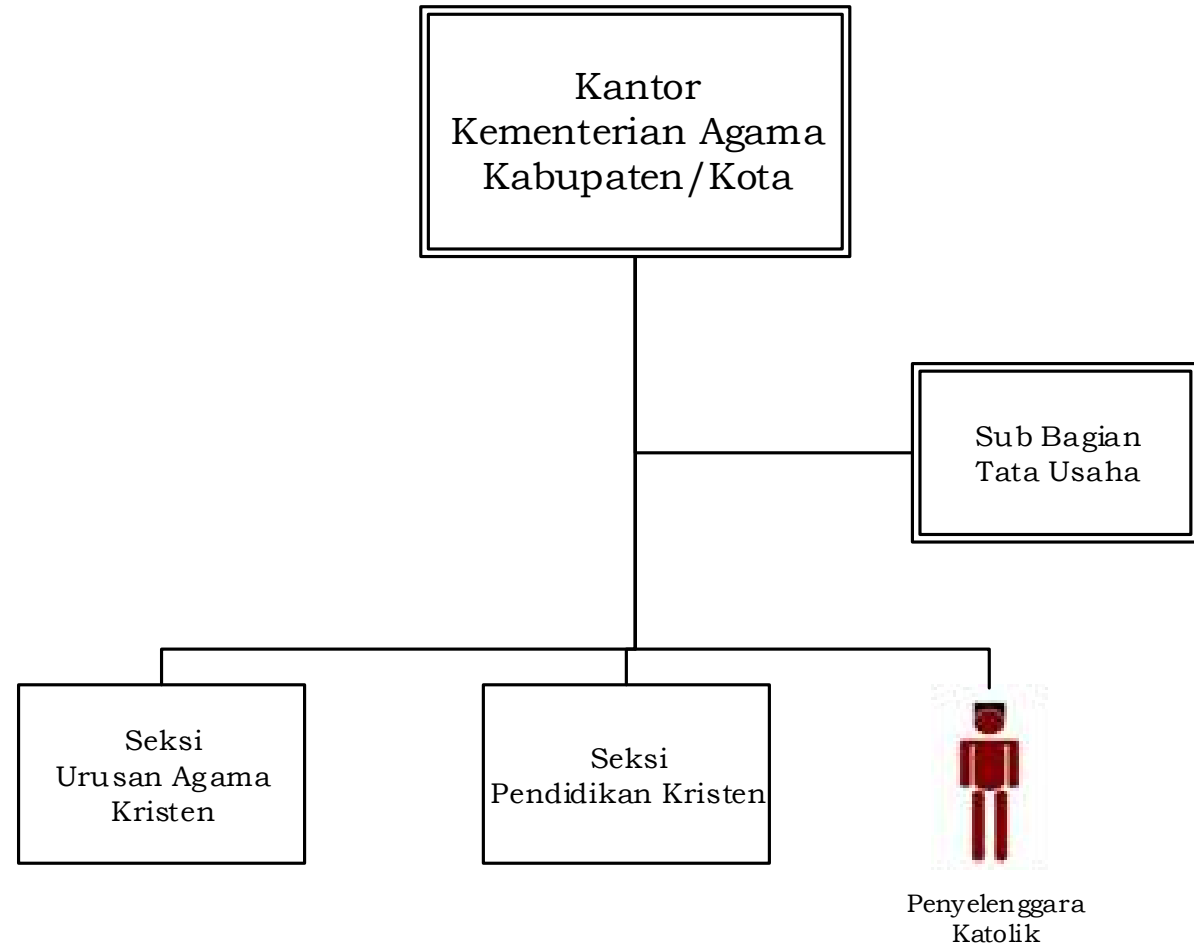 Kantor
Kementerian Agama
Kabupaten/Kota
Sub Bagian
Tata Usaha
Seksi
Urusan Agama
Kristen
Seksi
Pendidikan Kristen
Penyelenggara
Katolik